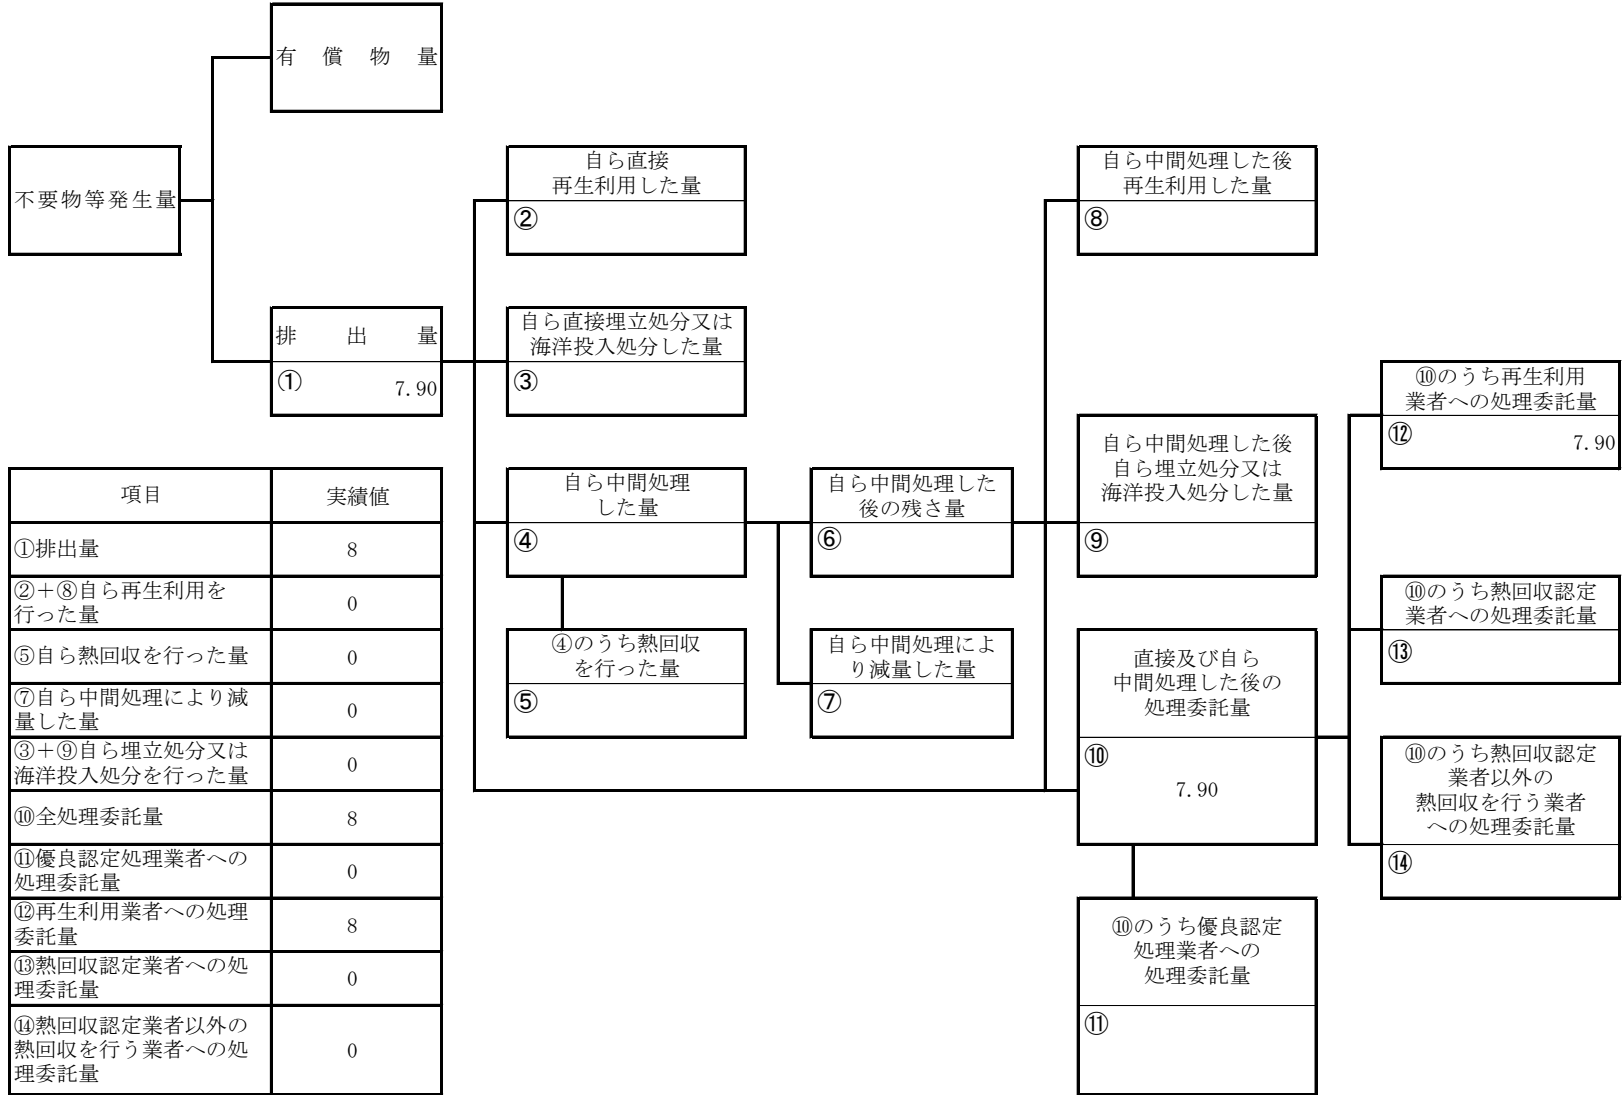 有償物量
不要物等発生量
排出量
① 7.90
自ら直接
再生利用した量
②
自ら直接埋立処分又は
海洋投入処分した量
③
自ら中間処理
した量
④
④のうち熱回収
を行った量
⑤
自ら中間処理した
後の残さ量
⑥
自ら中間処理によ
り減量した量
⑦
自ら中間処理した後
再生利用した量
⑧
自ら中間処理した後
自ら埋立処分又は
海洋投入処分した量
⑨
直接及び自ら
中間処理した後の
処理委託量
⑩
7.90
⑩のうち優良認定
処理業者への
処理委託量
⑪
⑩のうち再生利用
業者への処理委託量
⑫ 7.90
⑩のうち熱回収認定
業者への処理委託量
⑬
⑩のうち熱回収認定
業者以外の
熱回収を行う業者
への処理委託量
⑭
項目 実績値
①排出量 8
②+⑧自ら再生利用を
行った量 0
⑤自ら熱回収を行った量 0
⑦自ら中間処理により減
量した量 0
③+⑨自ら埋立処分又は
海洋投入処分を行った量 0
⑩全処理委託量 8
⑪優良認定処理業者への
処理委託量 0
⑫再生利用業者への処理
委託量 8
⑬熱回収認定業者への処
理委託量 0
⑭熱回収認定業者以外の
熱回収を行う業者への処
理委託量 0